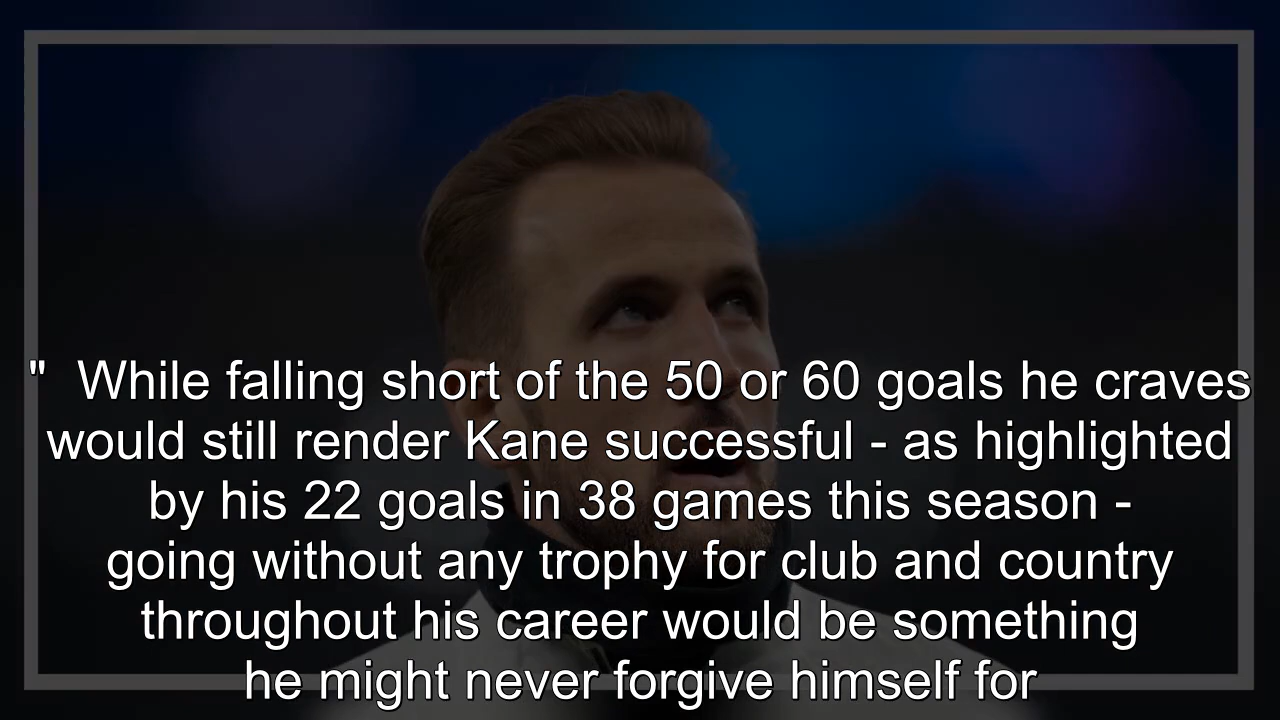 "  While falling short of the 50 or 60 goals he craves
would still render Kane successful - as highlighted
by his 22 goals in 38 games this season -
going without any trophy for club and country
throughout his career would be something
he might never forgive himself for